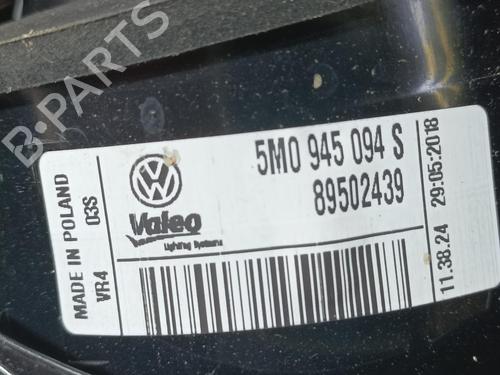 B-PARTS
MADE IN POLAND
03S
VR4
Valeo
Lighting Systems
5M0 945 094 S
89502439
11.38.24 29:05:2018